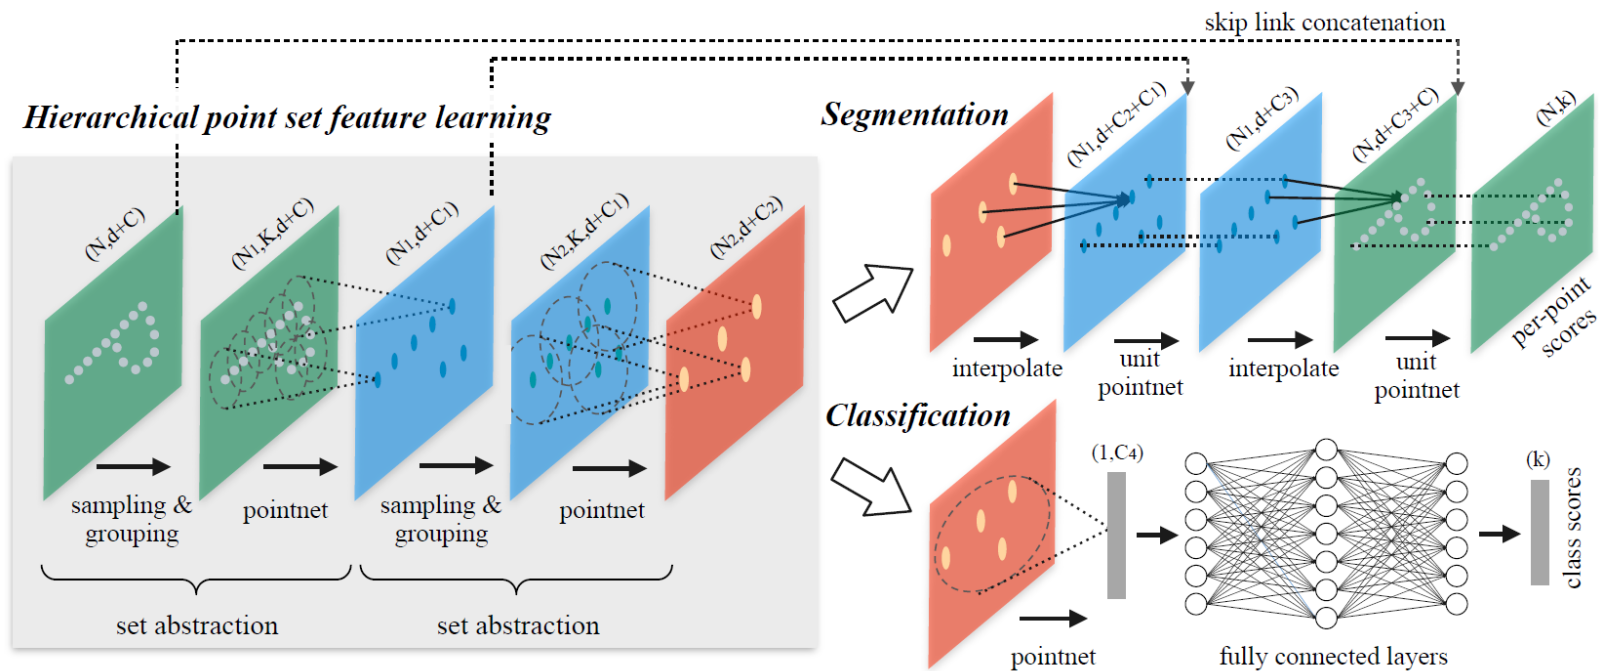 skip link concatenation
Hierarchical point set feature learning
(N,d+C)
(N1,K,d+C)
(N1,d+C1)
(N2,K,d+C1)
(N2,d+C2)
sampling &
grouping
pointnet
sampling &
grouping
pointnet
set abstraction
set abstraction
Segmentation
(N1,d+C2+C1)
(N1,d+C3)
(N,d+C3+C)
(N,k)
interpolate
unit
pointnet
interpolate
unit
pointnet
per-point
scores
Classification
(1,C4)
(k)
class scores
pointnet
fully connected layers